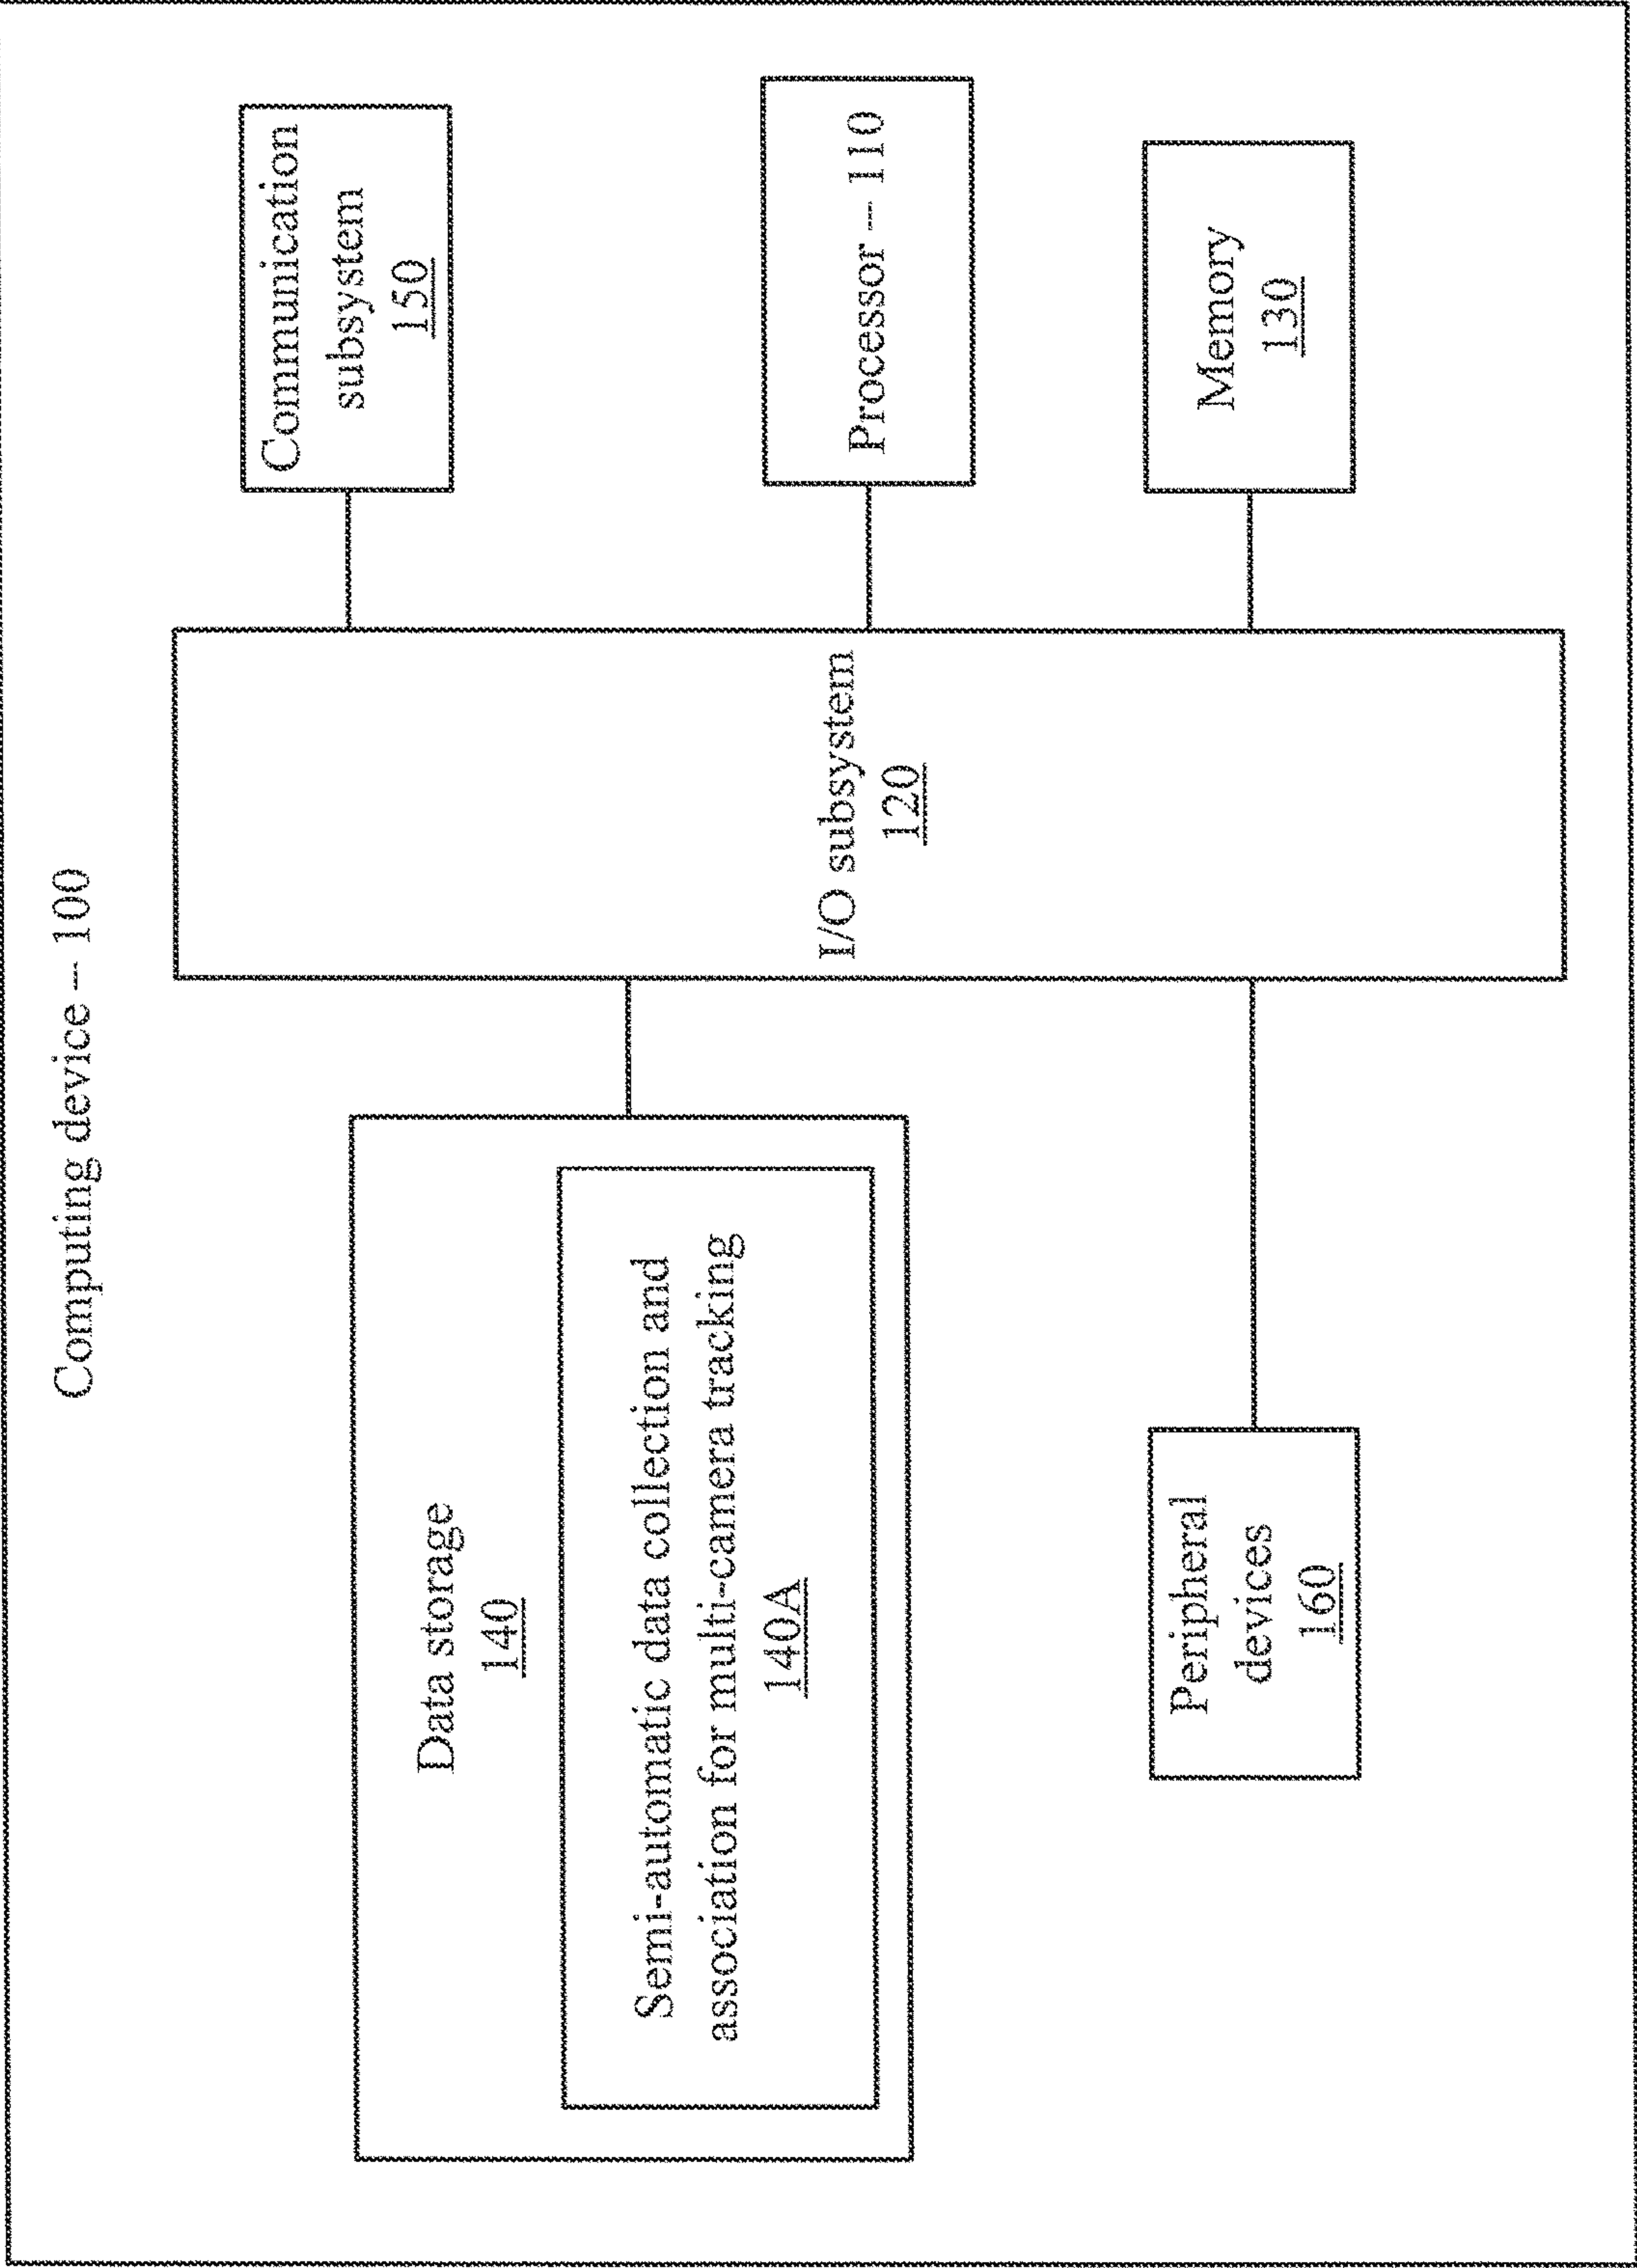 Computing device -- 100
Data storage
140
Semi-automatic data collection and
association for multi-camera tracking
140A
Peripheral
devices
160
I/O subsystem
120
Communication
subsystem
150
Processor -- 110
Memory
130